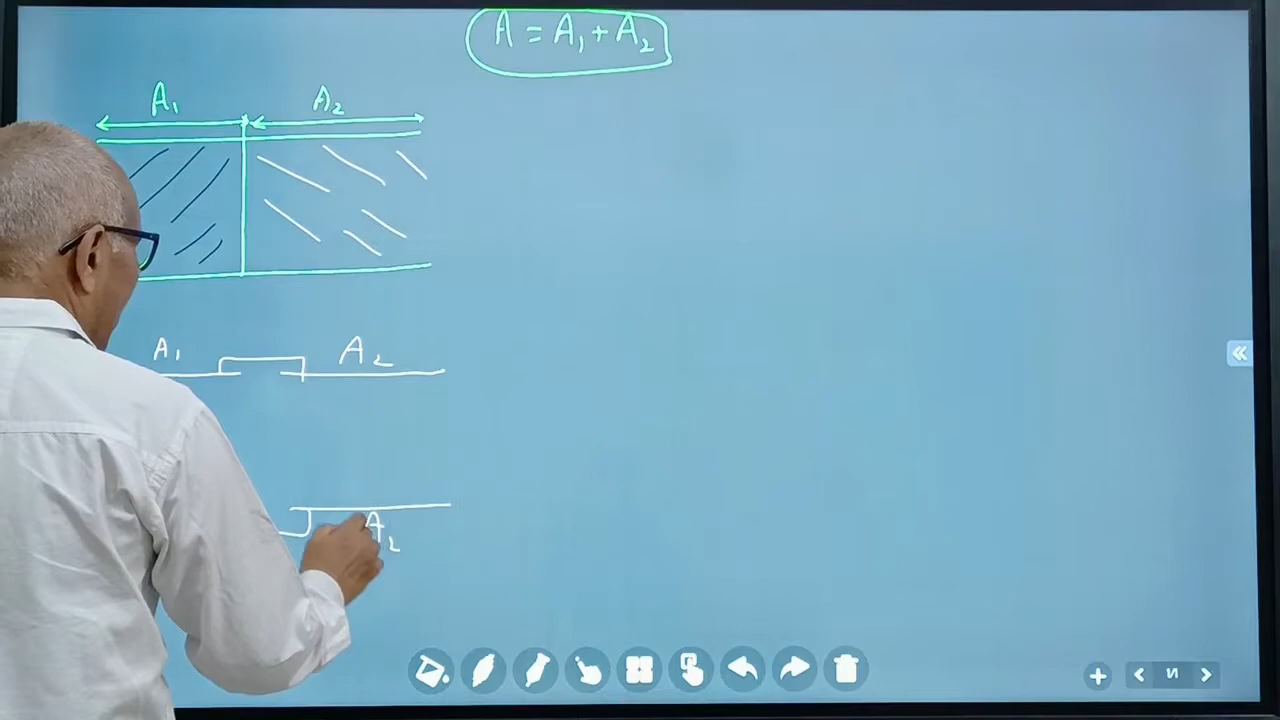 A = A₁ + A₂
A₁ A₂
A₁ A₂
A₂